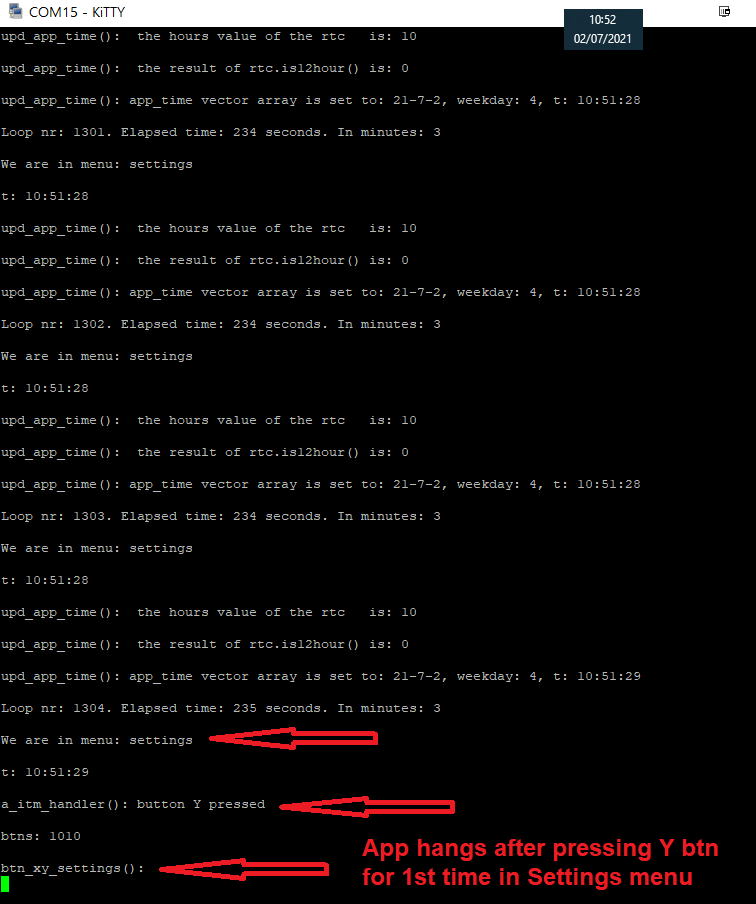 COM15 - KiTTY
10:52
02/07/2021
upd_app_time():  the hours value of the rtc   is: 10
upd_app_time():  the result of rtc.is12hour() is: 0
upd_app_time(): app_time vector array is set to: 21-7-2, weekday: 4, t: 10:51:28
Loop nr: 1301. Elapsed time: 234 seconds. In minutes: 3
We are in menu: settings
t: 10:51:28
upd_app_time():  the hours value of the rtc   is: 10
upd_app_time():  the result of rtc.is12hour() is: 0
upd_app_time(): app_time vector array is set to: 21-7-2, weekday: 4, t: 10:51:28
Loop nr: 1302. Elapsed time: 234 seconds. In minutes: 3
We are in menu: settings
t: 10:51:28
upd_app_time():  the hours value of the rtc   is: 10
upd_app_time():  the result of rtc.is12hour() is: 0
upd_app_time(): app_time vector array is set to: 21-7-2, weekday: 4, t: 10:51:28
Loop nr: 1303. Elapsed time: 234 seconds. In minutes: 3
We are in menu: settings
t: 10:51:28
upd_app_time():  the hours value of the rtc   is: 10
upd_app_time():  the result of rtc.is12hour() is: 0
upd_app_time(): app_time vector array is set to: 21-7-2, weekday: 4, t: 10:51:29
Loop nr: 1304. Elapsed time: 235 seconds. In minutes: 3
We are in menu: settings
t: 10:51:29
a_itm_handler(): button Y pressed
btns: 1010
btn_xy_settings():
App hangs after pressing Y btn
for 1st time in Settings menu